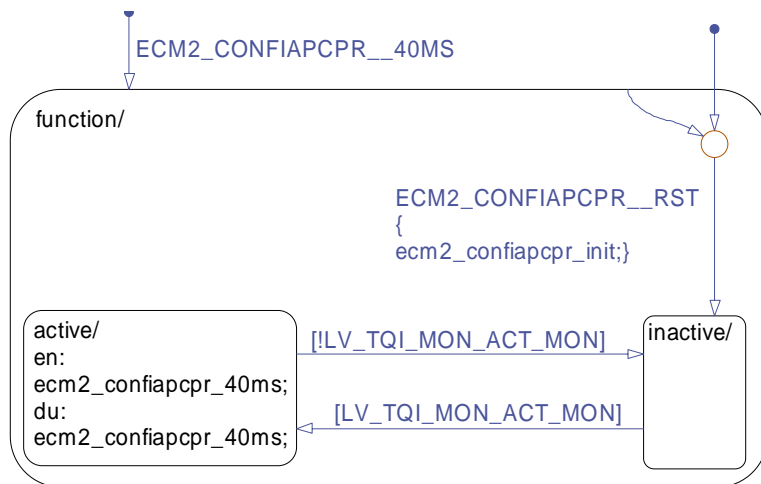 ECM2_CONFIAPCPR__40MS
function/
ECM2_CONFIAPCPR__RST
{
ecm2_confiapcpr_init;}
active/
en:
ecm2_confiapcpr_40ms;
du:
ecm2_confiapcpr_40ms;
[!LV_TQI_MON_ACT_MON]
[LV_TQI_MON_ACT_MON]
inactive/